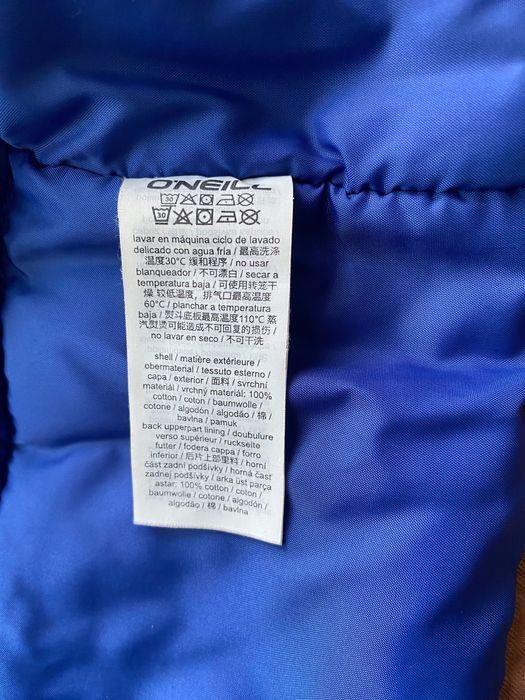 O'NEILL
30
30
lavar en máquina ciclo de lavado
delicado con agua fría / 最高洗涤
温度30°C 缓和程序 / no usar
blanqueador / 不可漂白 / secar a
temperatura baja / 可使用转笼干
燥 较低温度，排气口最高温度
60°C / planchar a temperatura
baja / 熨斗底板最高温度110°C 蒸
汽熨烫可能造成不可回复的损伤 /
no lavar en seco / 不可干洗
shell / matière extérieure /
obermaterial / tessuto esterno /
capa / exterior / 面料 / svrchní
materiál / vrchný materiál: 100%
cotton / coton / baumwolle /
cotone / algodón / algodão / 棉 /
bavlna / pamuk
back upperpart lining / doublure
verso supérieur / ruckseite
futter / fodera cappa / forro
inferior / 后片上部里料 / horní
část zadní podšívky / horná časť
zadnej podšívky / arka üst parça
astar: 100% cotton / coton /
baumwolle / cotone / algodón /
algodão / 棉 / bavlna